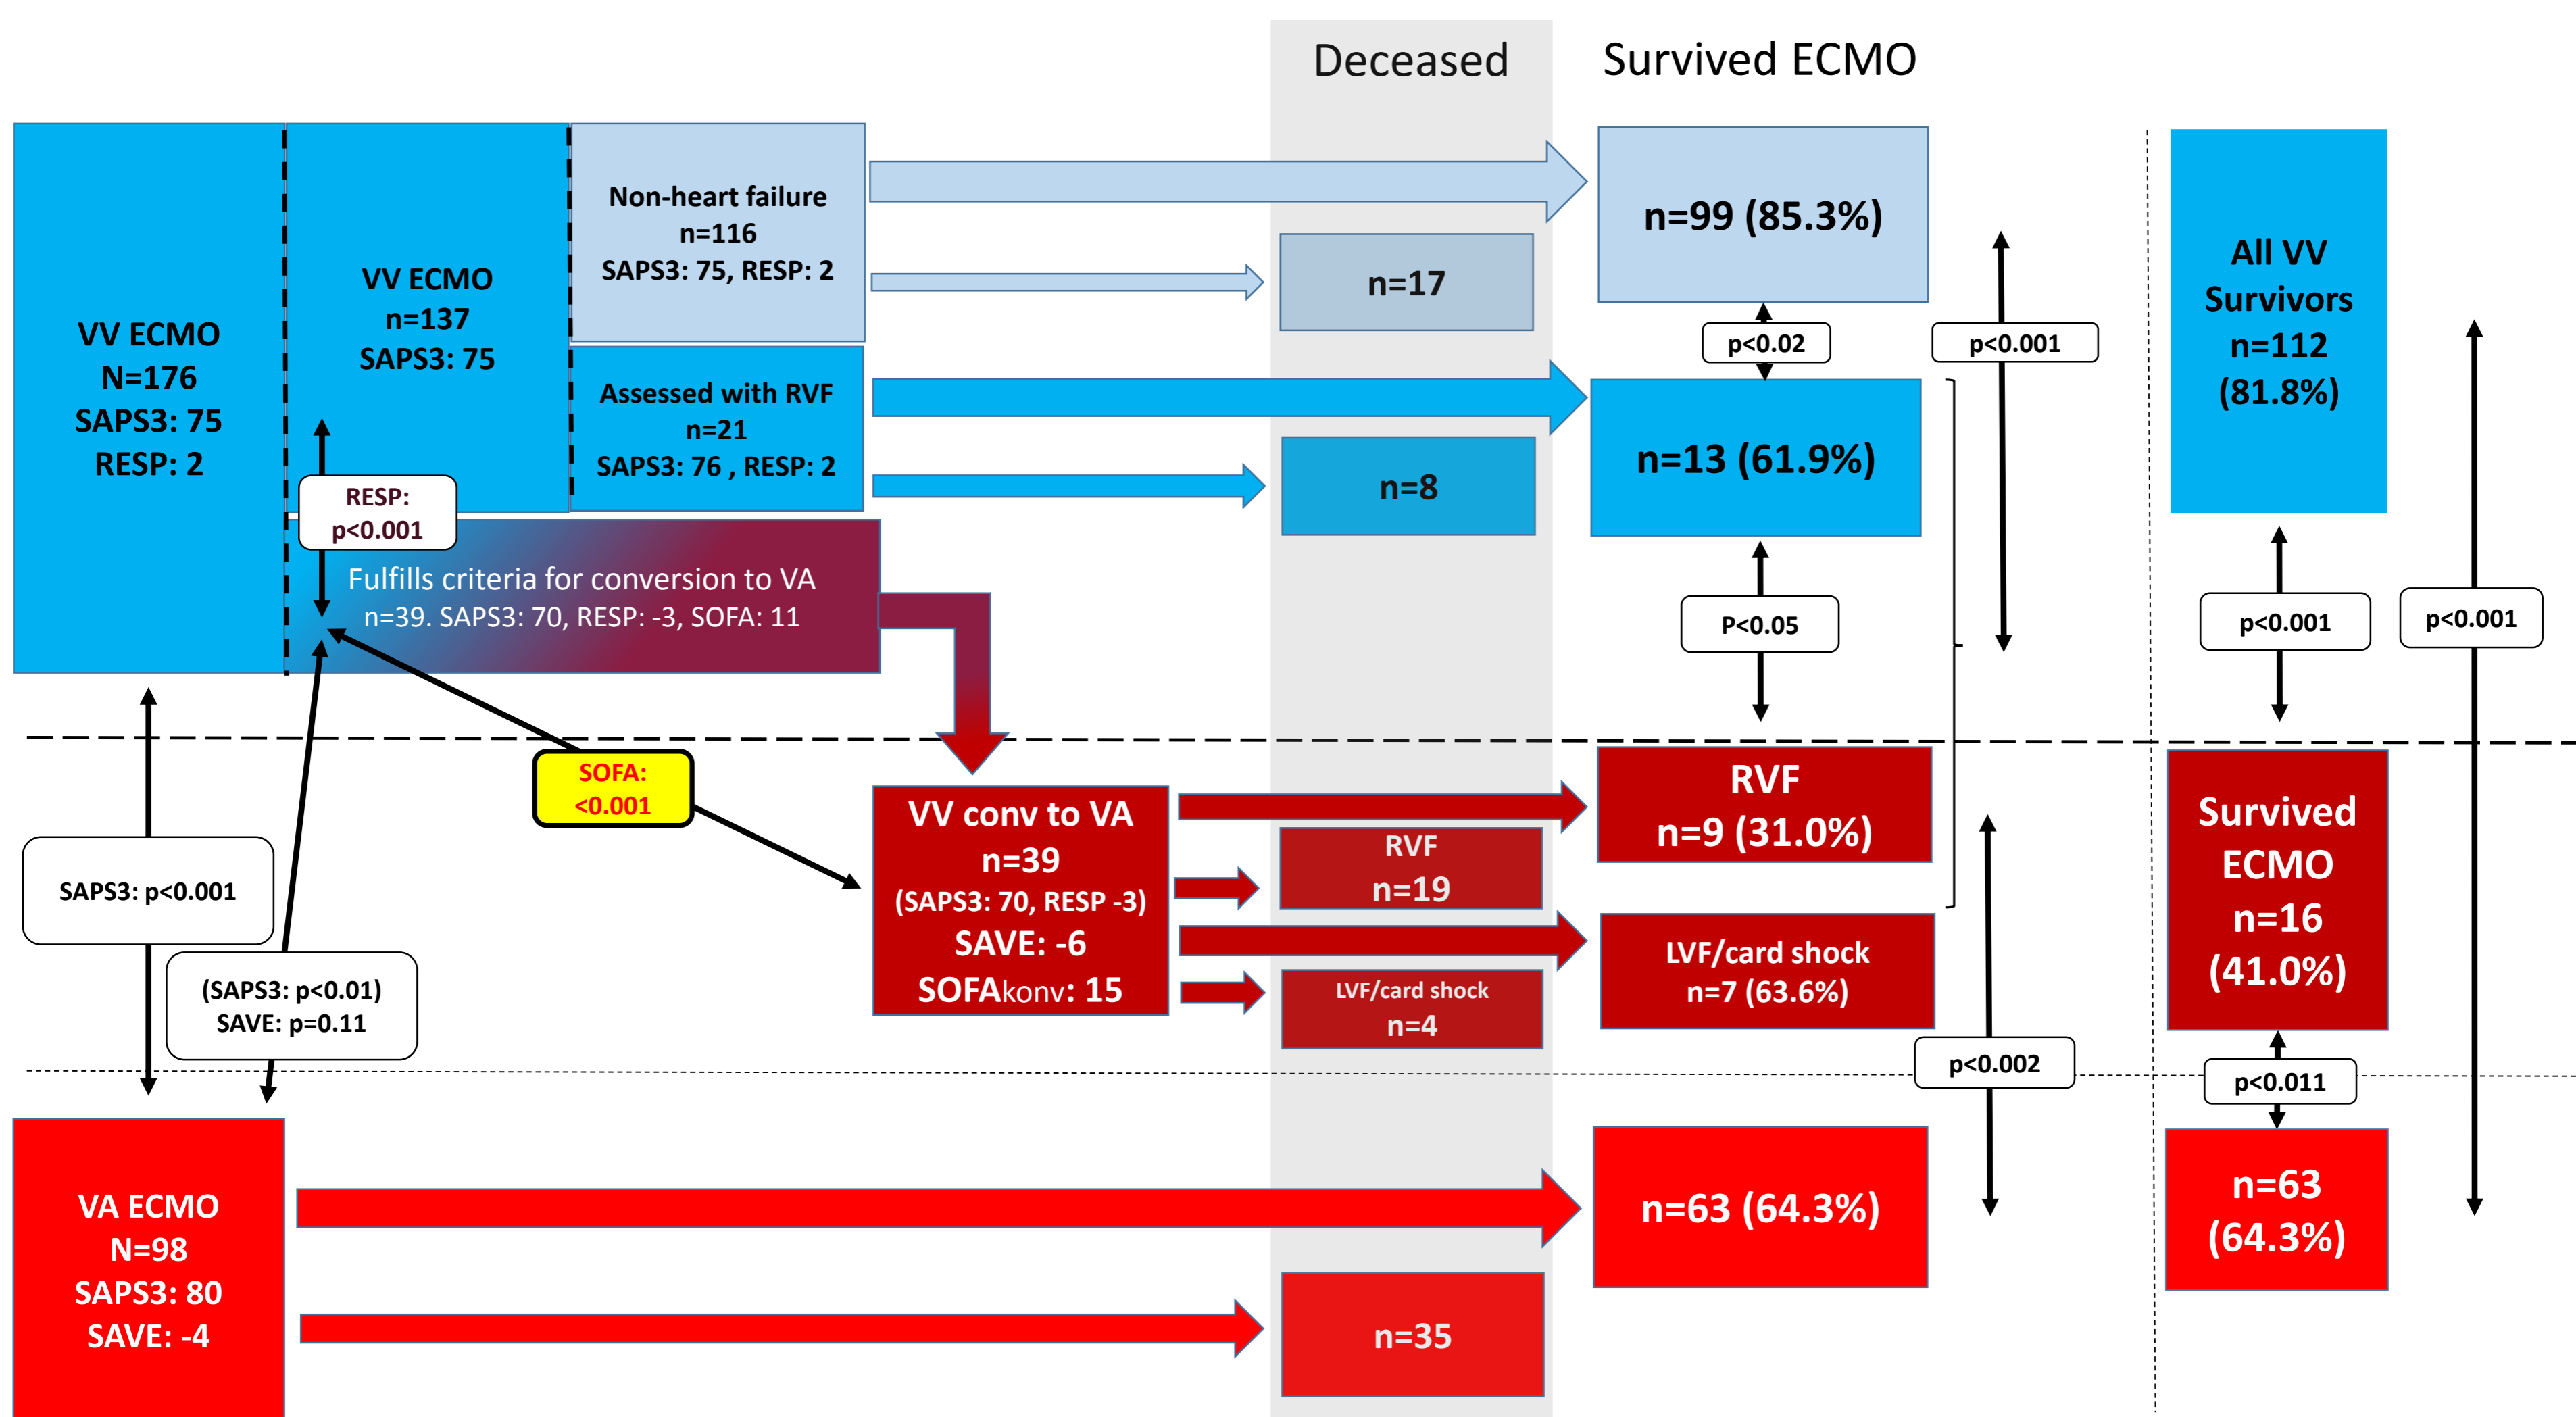 Deceased
Survived ECMO
VV ECMO
N=176
SAPS3: 75
RESP: 2
VV ECMO
n=137
SAPS3: 75
Non-heart failure
n=116
SAPS3: 75, RESP: 2
Assessed with RVF
n=21
SAPS3: 76 , RESP: 2
RESP:
p<0.001
Fulfills criteria for conversion to VA
n=39. SAPS3: 70, RESP: -3, SOFA: 11
n=17
n=8
n=99 (85.3%)
p<0.02
n=13 (61.9%)
P<0.05
p<0.001
All VV
Survivors
n=112
(81.8%)
p<0.001
p<0.001
SOFA:
<0.001
SAPS3: p<0.001
(SAPS3: p<0.01)
SAVE: p=0.11
VV conv to VA
n=39
(SAPS3: 70, RESP -3)
SAVE: -6
SOFAkonv: 15
RVF
n=19
LVF/card shock
n=4
RVF
n=9 (31.0%)
LVF/card shock
n=7 (63.6%)
p<0.002
Survived
ECMO
n=16
(41.0%)
p<0.011
VA ECMO
N=98
SAPS3: 80
SAVE: -4
n=35
n=63 (64.3%)
n=63
(64.3%)